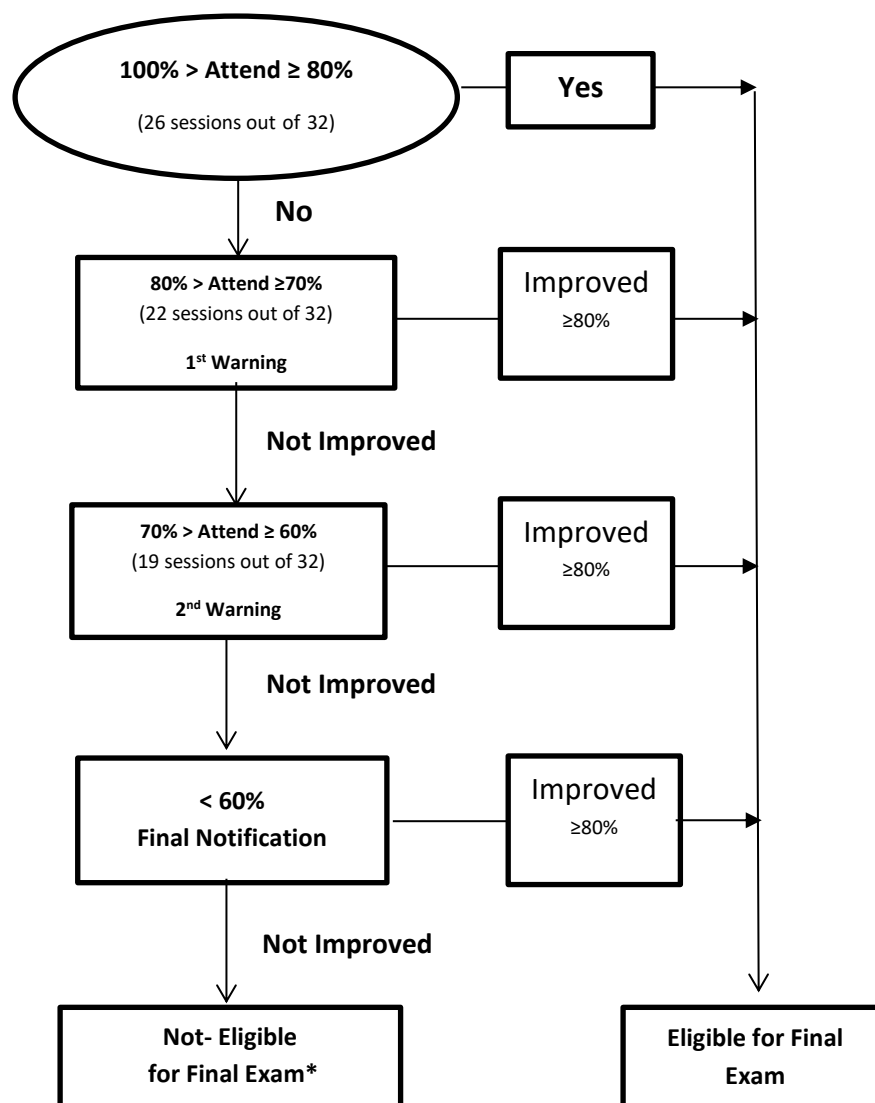 100% > Attend ≥ 80%
(26 sessions out of 32)
Yes
No
80% > Attend ≥70%
(22 sessions out of 32)
1st Warning
Improved
≥80%
Not Improved
70% > Attend ≥ 60%
(19 sessions out of 32)
2nd Warning
Improved
≥80%
Not Improved
< 60%
Final Notification
Improved
≥80%
Not Improved
Not- Eligible
for Final Exam*
Eligible for Final
Exam